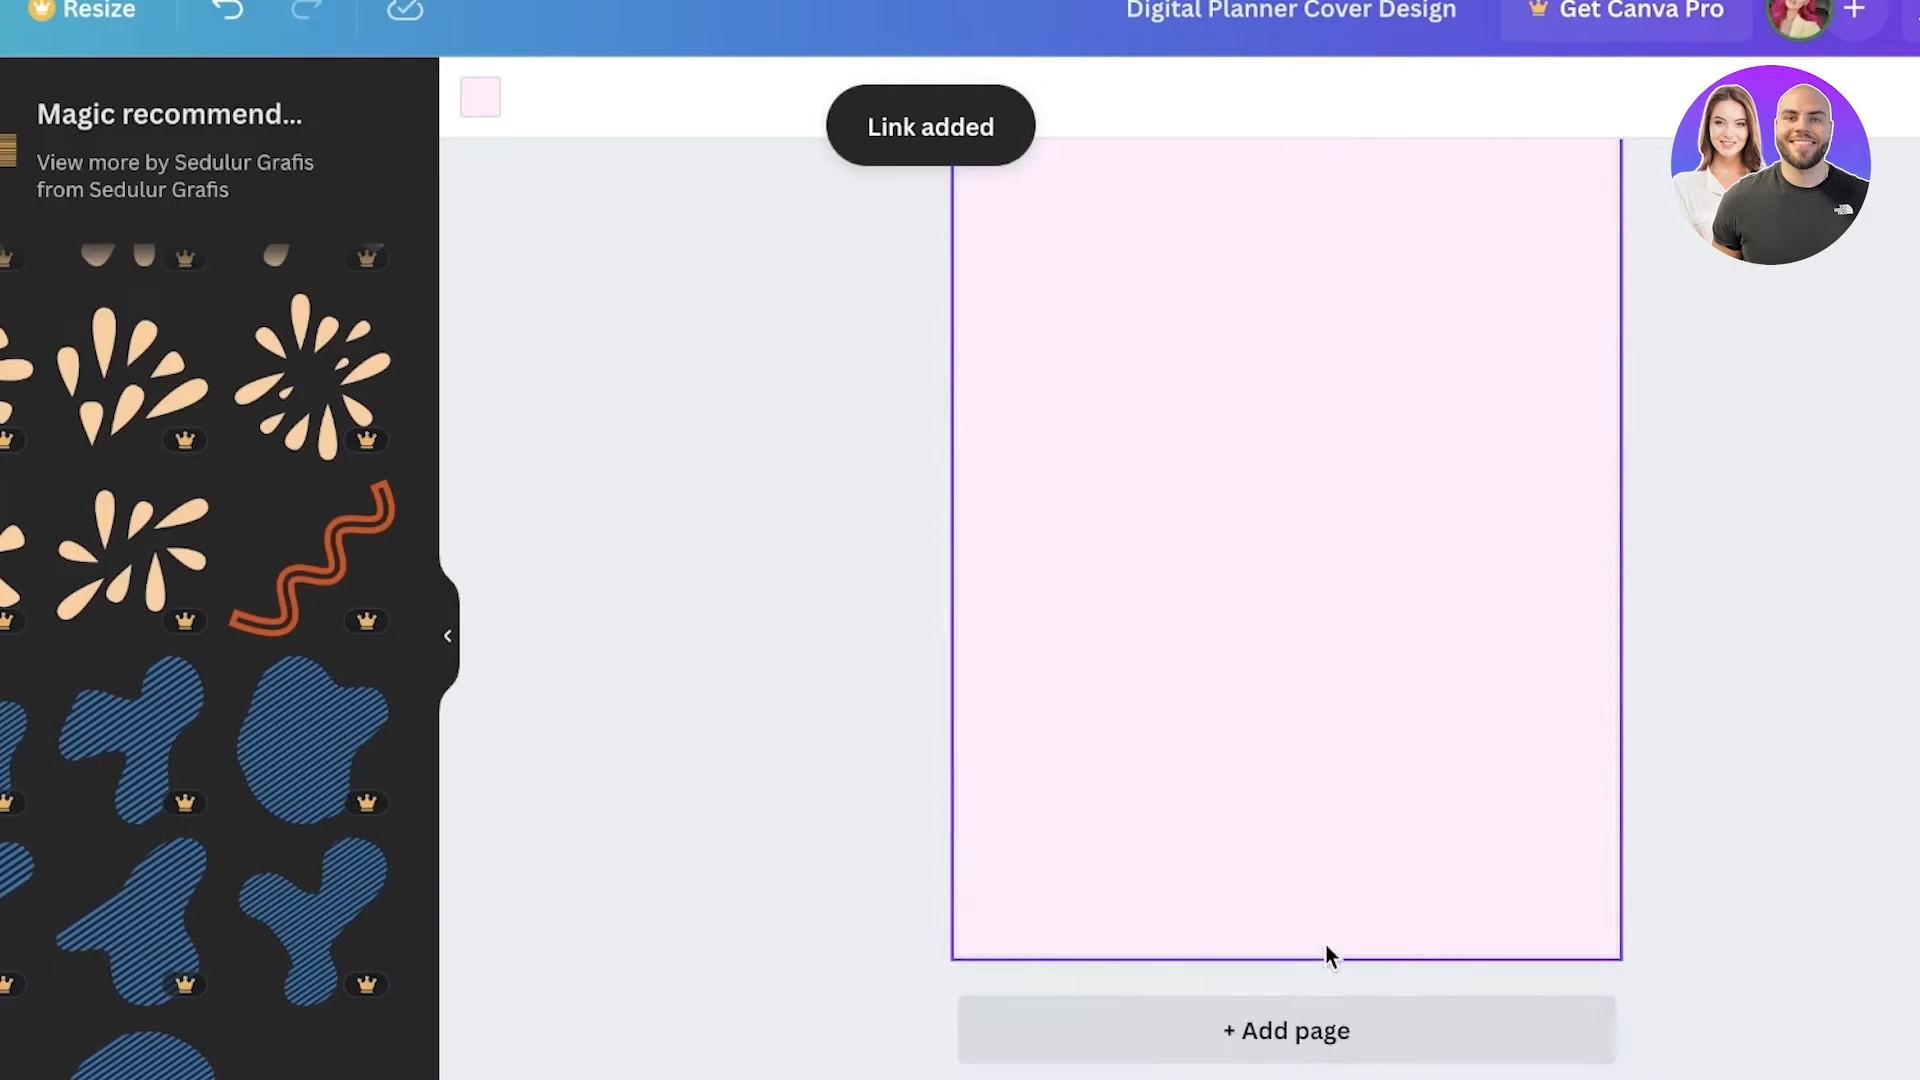 Resize
Digital Planner Cover Design
Get Canva Pro
Magic recommend...
View more by Sedulur Grafis
from Sedulur Grafis
Link added
+ Add page